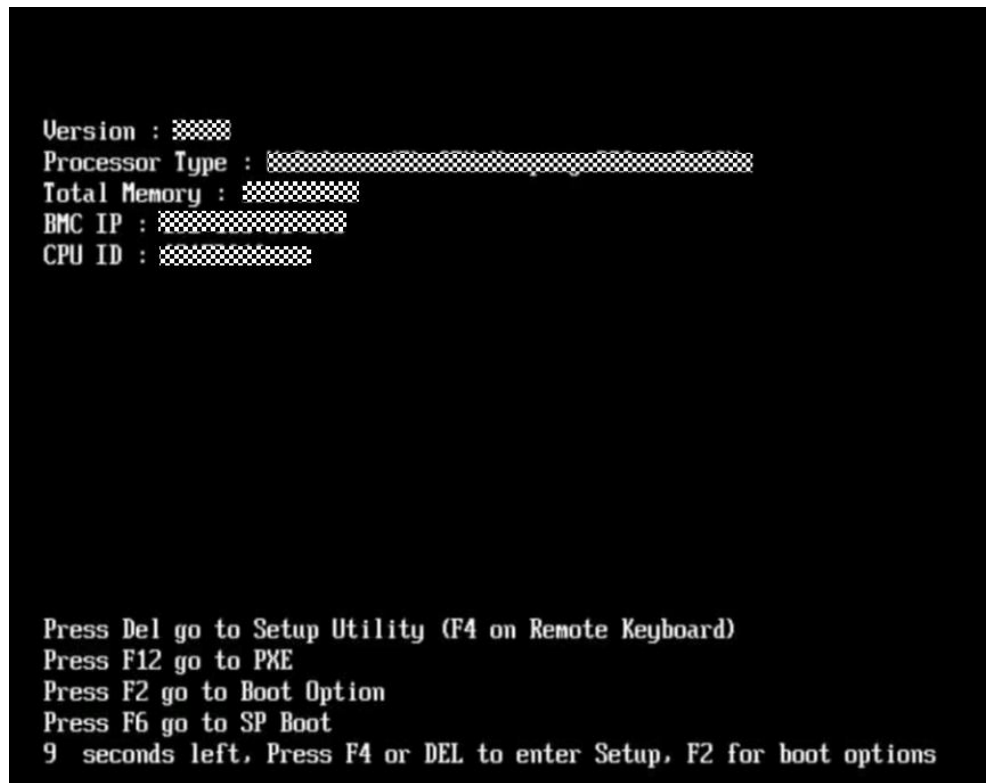 Version :
Processor Type :
Total Memory :
BMC IP :
CPU ID :
Press Del go to Setup Utility (F4 on Remote Keyboard)
Press F12 go to PXE
Press F2 go to Boot Option
Press F6 go to SP Boot
9 seconds left, Press F4 or DEL to enter Setup, F2 for boot options